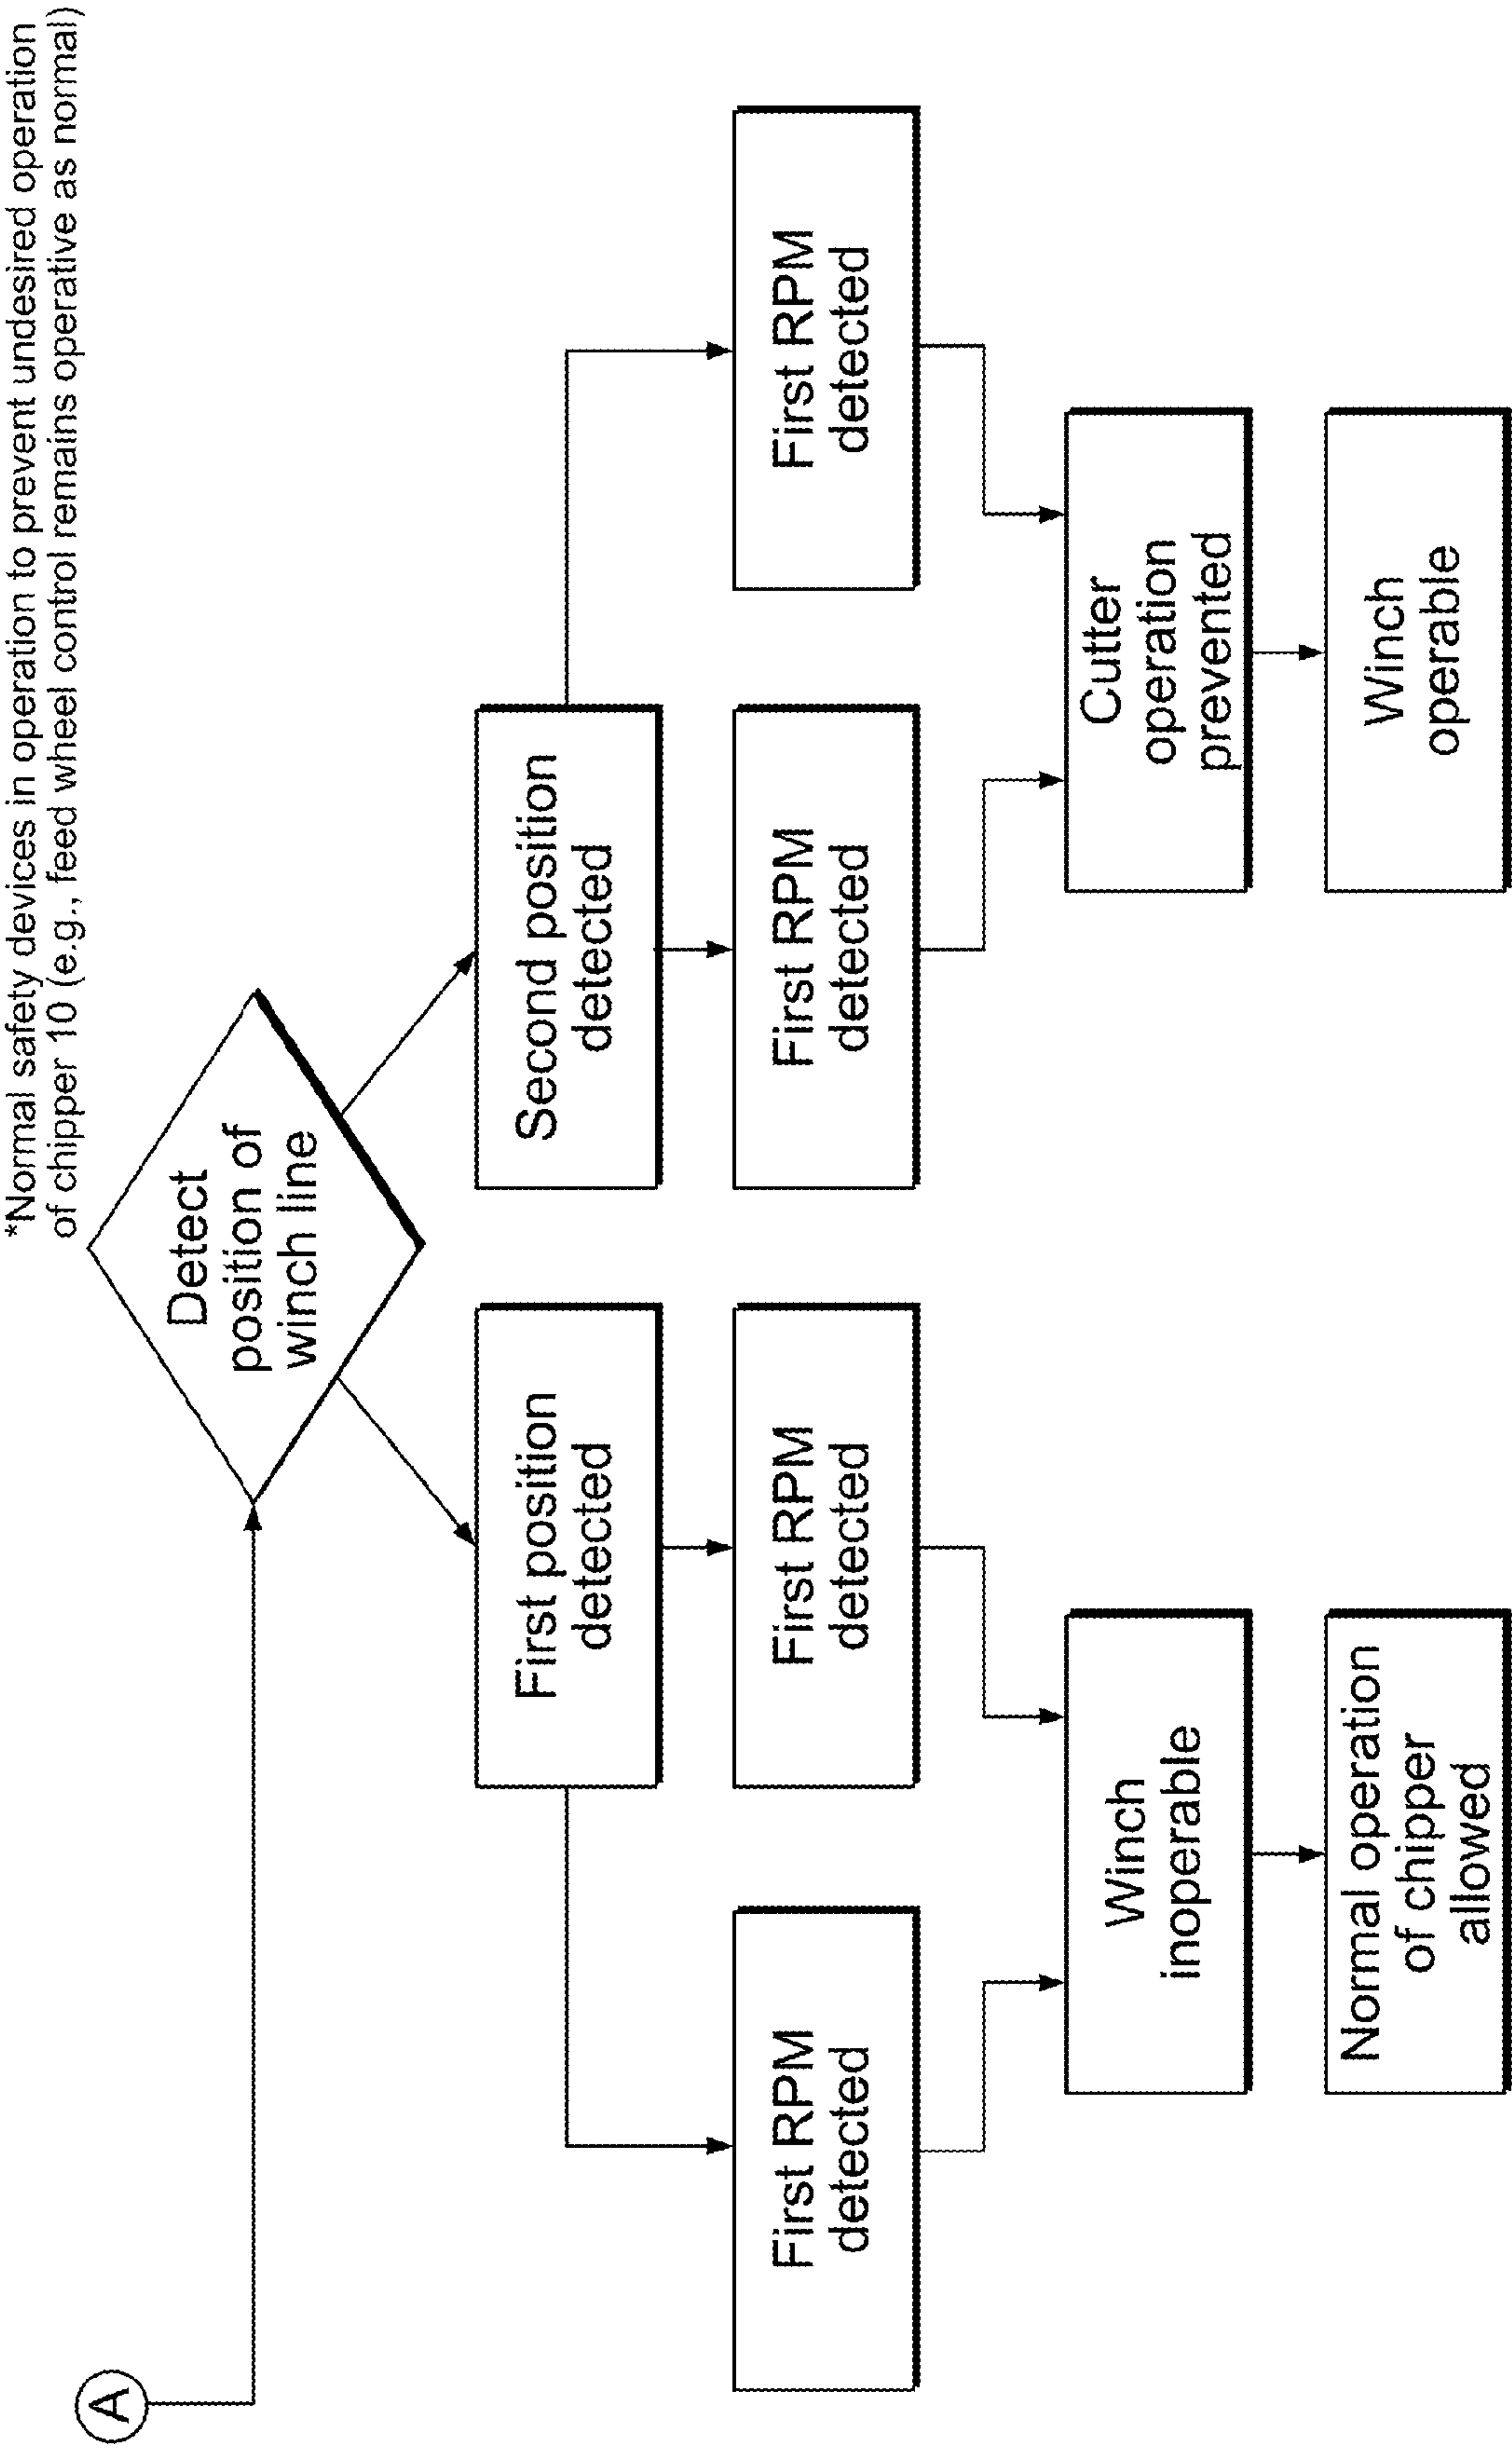 *Normal safety devices in operation to prevent undesired operation
of chipper 10 (e.g., feed wheel control remains operative as normal)
A
Detect
position of
winch line
First position
detected
Second position
detected
First RPM
detected
First RPM
detected
First RPM
detected
First RPM
detected
Winch
inoperable
Cutter
operation
prevented
Normal operation
of chipper
allowed
Winch
operable